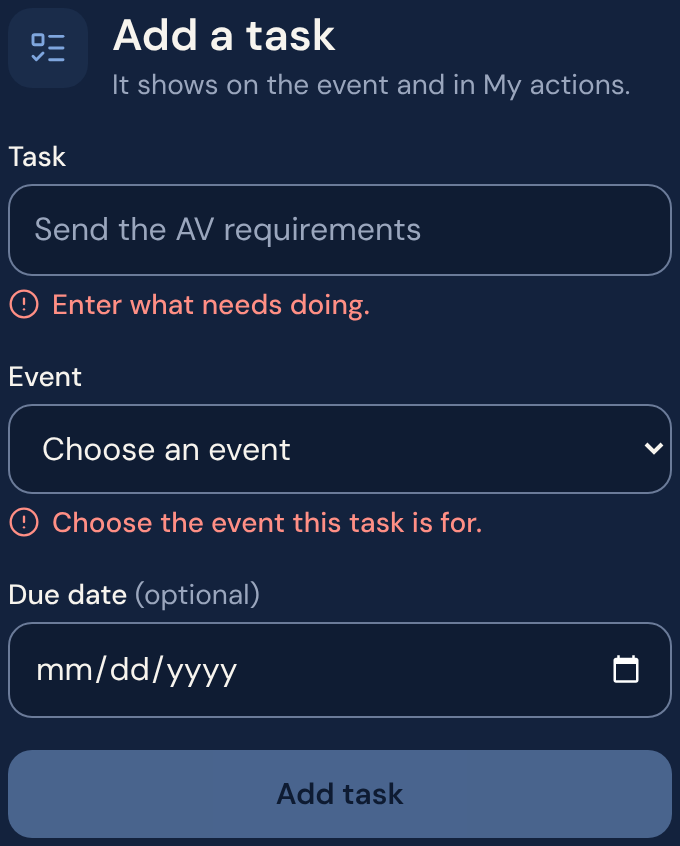 Add a task
It shows on the event and in My actions.
Task
Send the AV requirements
Enter what needs doing.
Event
Choose an event
Choose the event this task is for.
Due date (optional)
mm/dd/yyyy
Add task